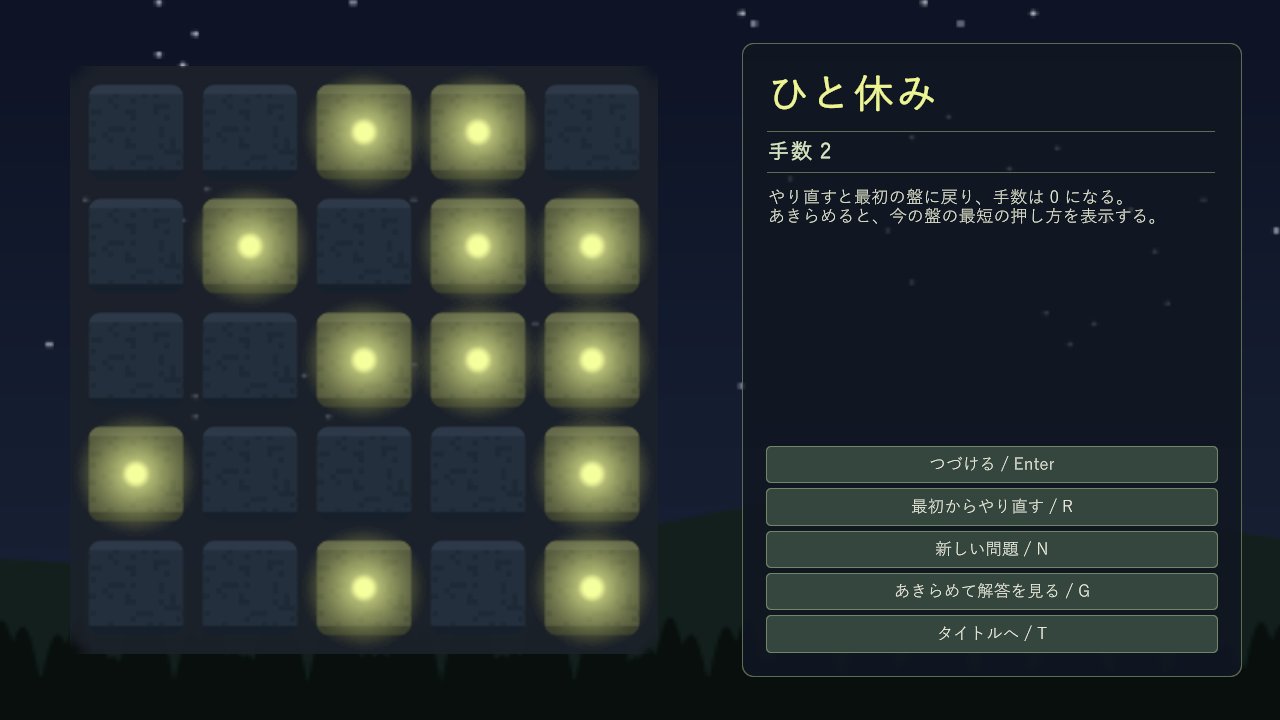 ひと休み
手数 2
やり直すと最初の盤に戻り、手数は 0 になる。
あきらめると、今の盤の最短の押し方を表示する。
つづける / Enter
最初からやり直す / R
新しい問題 / N
あきらめて解答を見る / G
タイトルへ / T